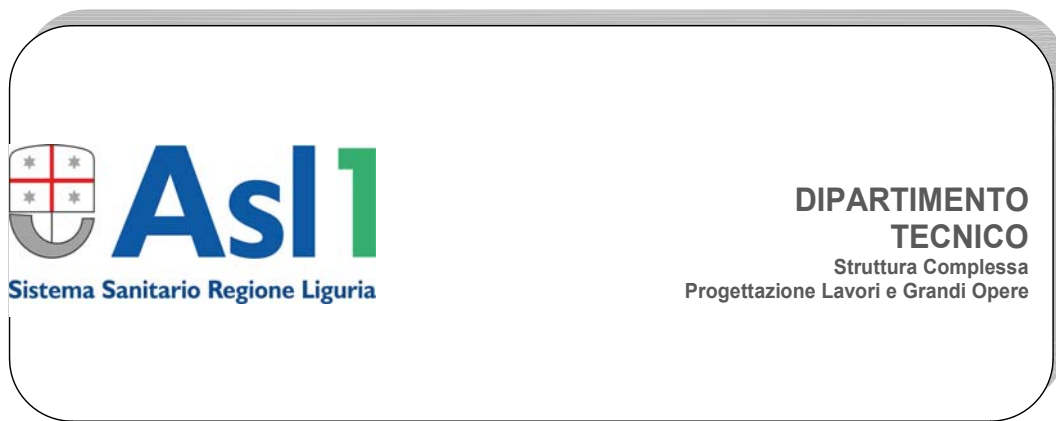 Asl1
Sistema Sanitario Regione Liguria
DIPARTIMENTO
TECNICO
Struttura Complessa
Progettazione Lavori e Grandi Opere